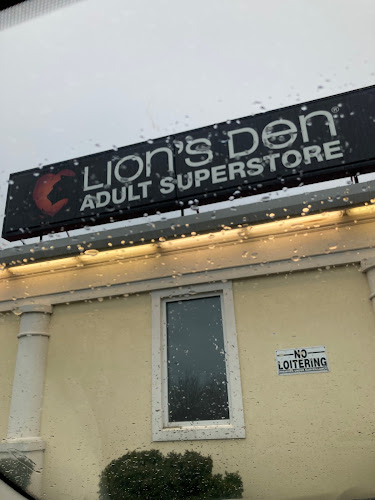 LION'S DEN®
ADULT SUPERSTORE
NO
LOITERING